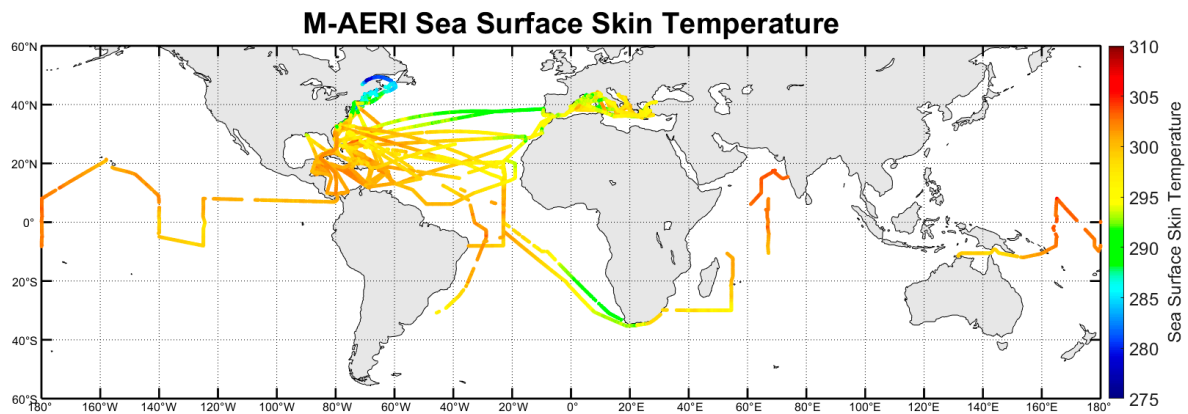 M-AERI Sea Surface Skin Temperature
60°N
40°N
20°N
0°
20°S
40°S
60°S
180° 160°W 140°W 120°W 100°W 80°W 60°W 40°W 20°W 0° 20°E 40°E 60°E 80°E 100°E 120°E 140°E 160°E 180°
310
305
300
295
290
285
280
275
Sea Surface Skin Temperature